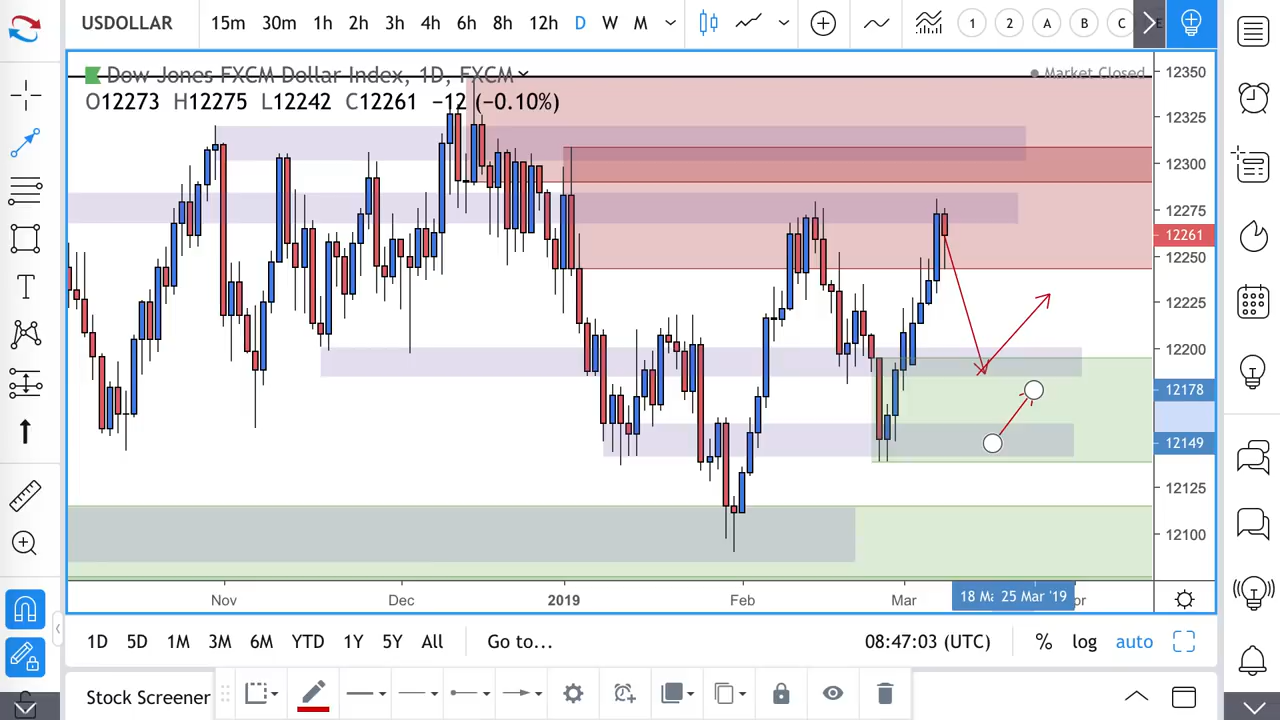 USDOLLAR 15m 30m 1h 2h 3h 4h 6h 8h 12h D W M 1 2 A B C E
Dow Jones FXCM Dollar Index, 1D, FXCM
Market Closed
O12273 H12275 L12242 C12261 −12 (−0.10%)
12350
12325
12300
12275
12261
12250
12225
12200
12178
12149
12125
12100
Nov Dec 2019 Feb Mar 18 Ma 25 Mar '19 pr
1D 5D 1M 3M 6M YTD 1Y 5Y All Go to... 08:47:03 (UTC) % log auto
Stock Screener